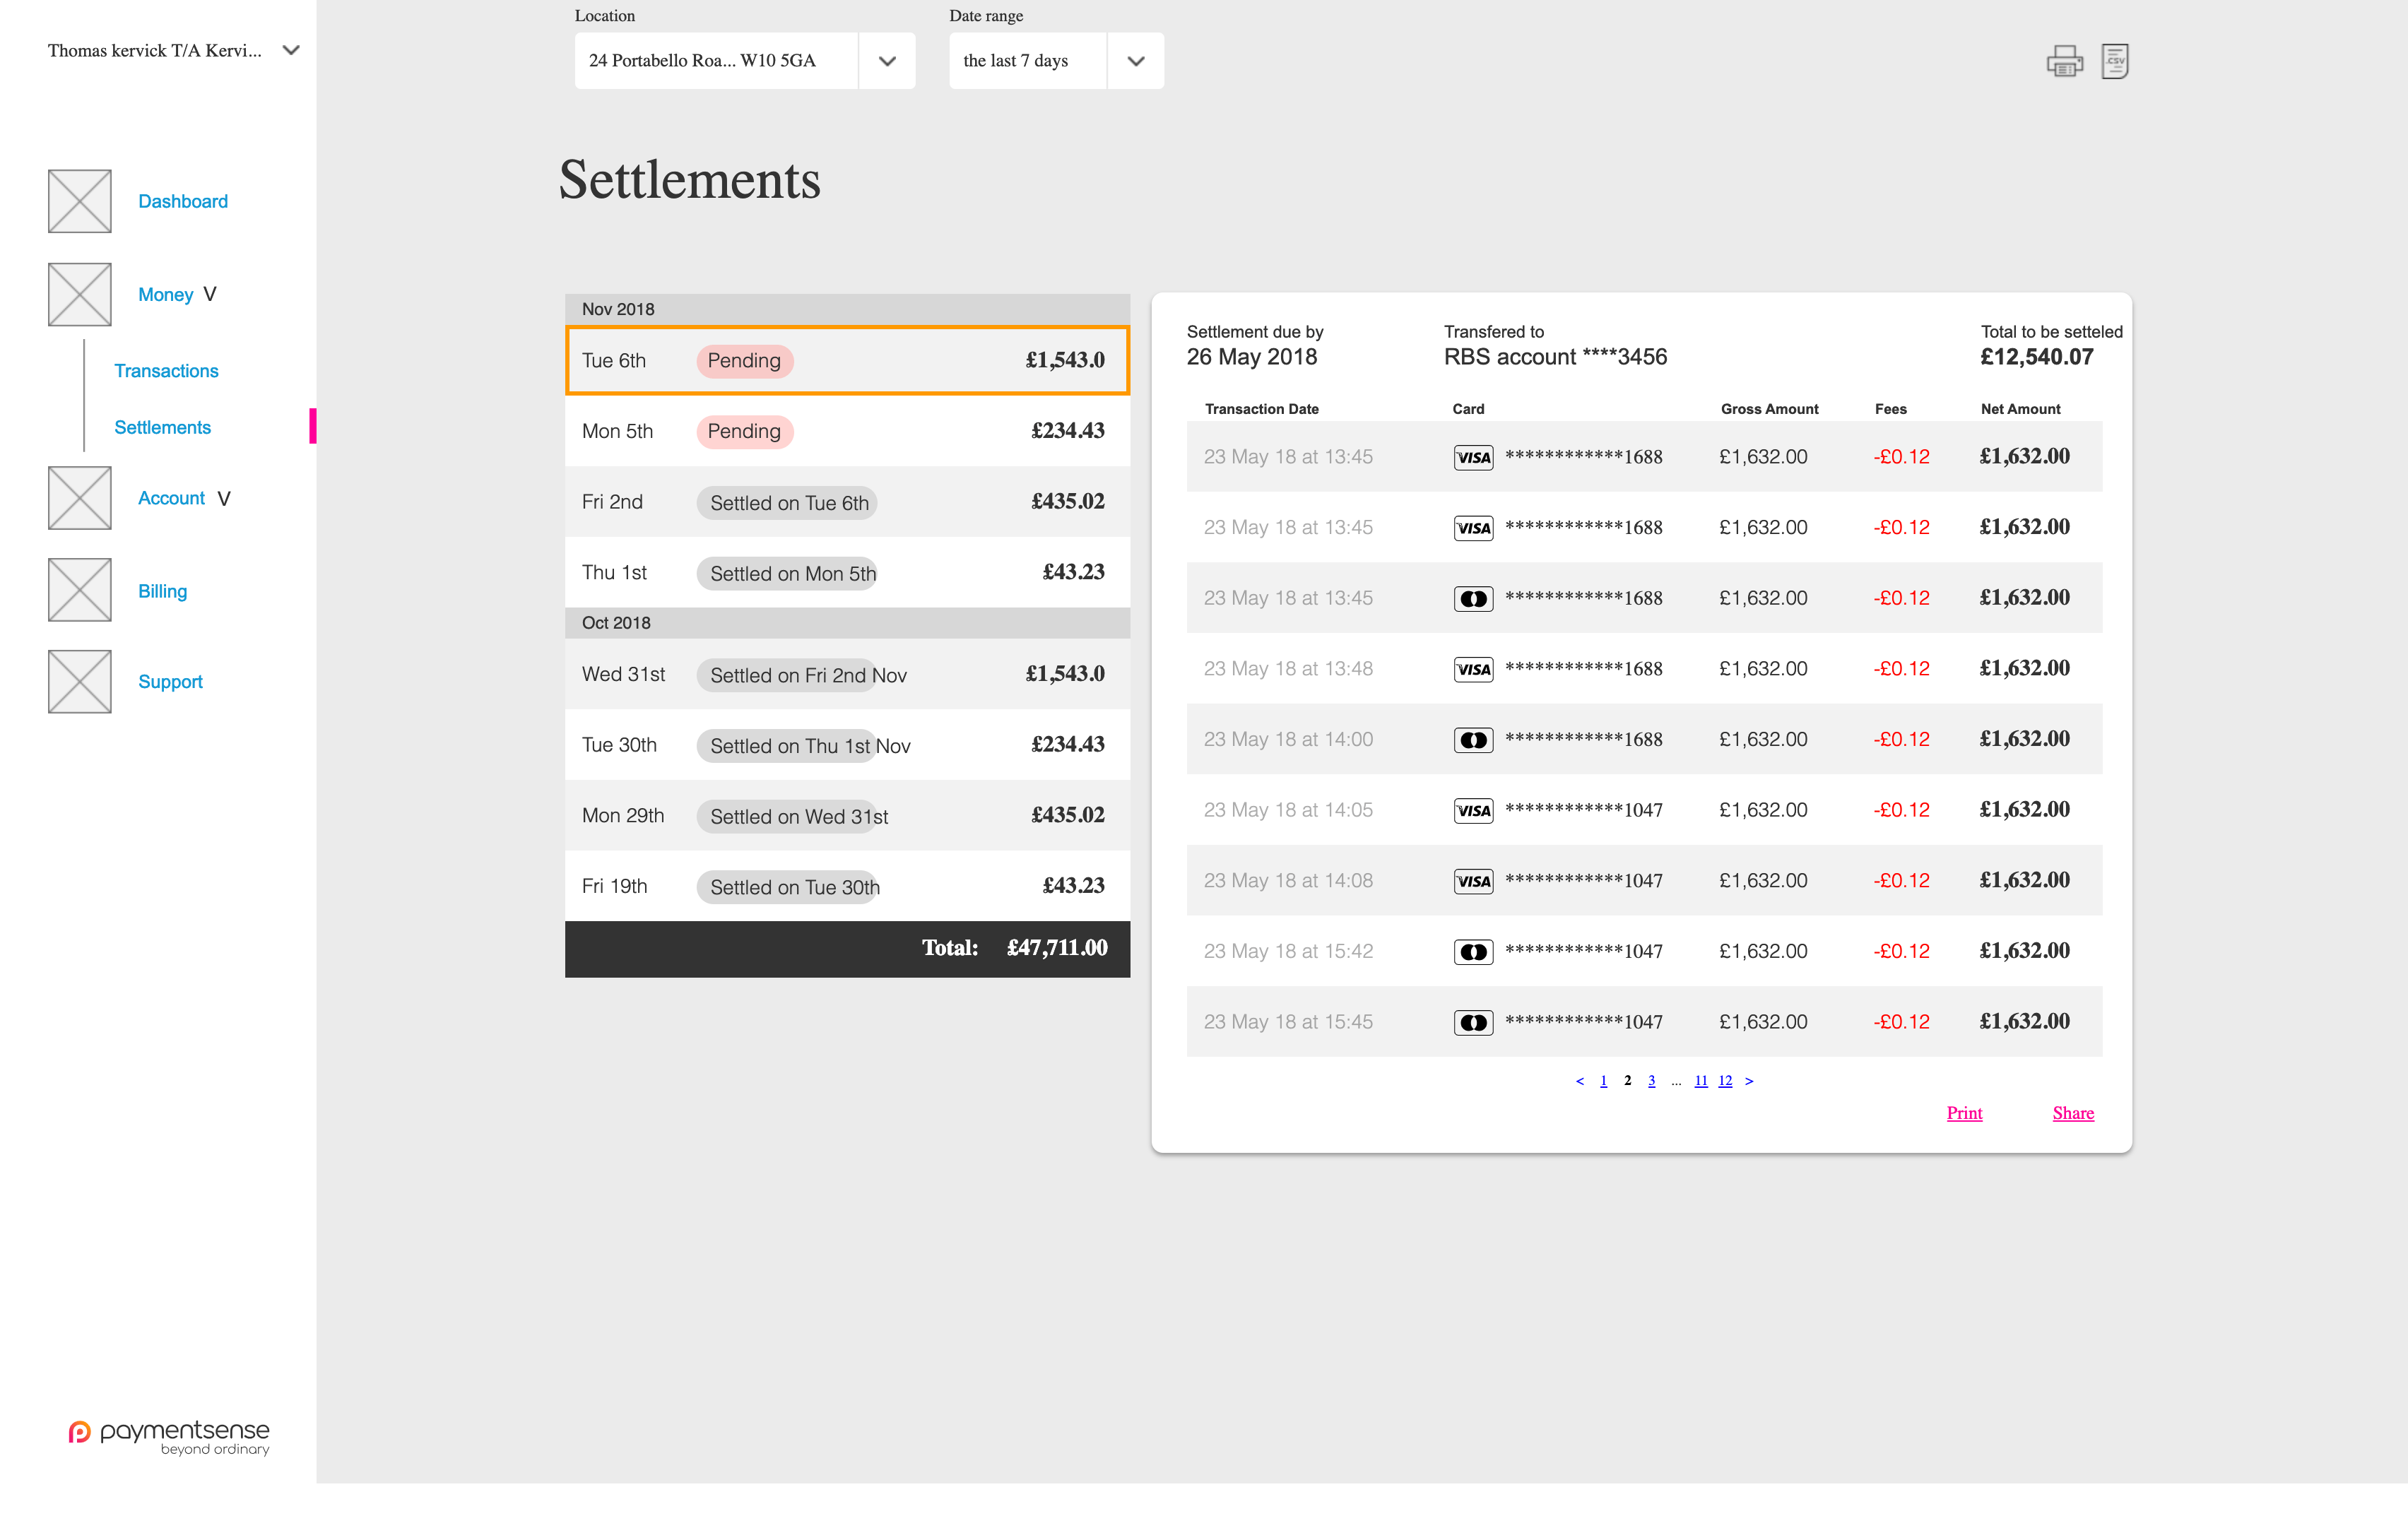 Thomas kervick T/A Kervi...
Dashboard
Money V
Transactions
Settlements
Account V
Billing
Support
paymentsense
beyond ordinary
Location
24 Portabello Roa... W10 5GA
Date range
the last 7 days
.CSV
Settlements
Nov 2018
Tue 6th Pending £1,543.0
Mon 5th Pending £234.43
Fri 2nd Settled on Tue 6th £435.02
Thu 1st Settled on Mon 5th £43.23
Oct 2018
Wed 31st Settled on Fri 2nd Nov £1,543.0
Tue 30th Settled on Thu 1st Nov £234.43
Mon 29th Settled on Wed 31st £435.02
Fri 19th Settled on Tue 30th £43.23
Total: £47,711.00
Settlement due by Transfered to Total to be setteled
26 May 2018 RBS account ****3456 £12,540.07
Transaction Date Card Gross Amount Fees Net Amount
23 May 18 at 13:45 VISA ************1688 £1,632.00 -£0.12 £1,632.00
23 May 18 at 13:45 VISA ************1688 £1,632.00 -£0.12 £1,632.00
23 May 18 at 13:45 ************1688 £1,632.00 -£0.12 £1,632.00
23 May 18 at 13:48 VISA ************1688 £1,632.00 -£0.12 £1,632.00
23 May 18 at 14:00 ************1688 £1,632.00 -£0.12 £1,632.00
23 May 18 at 14:05 VISA ************1047 £1,632.00 -£0.12 £1,632.00
23 May 18 at 14:08 VISA ************1047 £1,632.00 -£0.12 £1,632.00
23 May 18 at 15:42 ************1047 £1,632.00 -£0.12 £1,632.00
23 May 18 at 15:45 ************1047 £1,632.00 -£0.12 £1,632.00
< 1 2 3 ... 11 12 >
Print Share